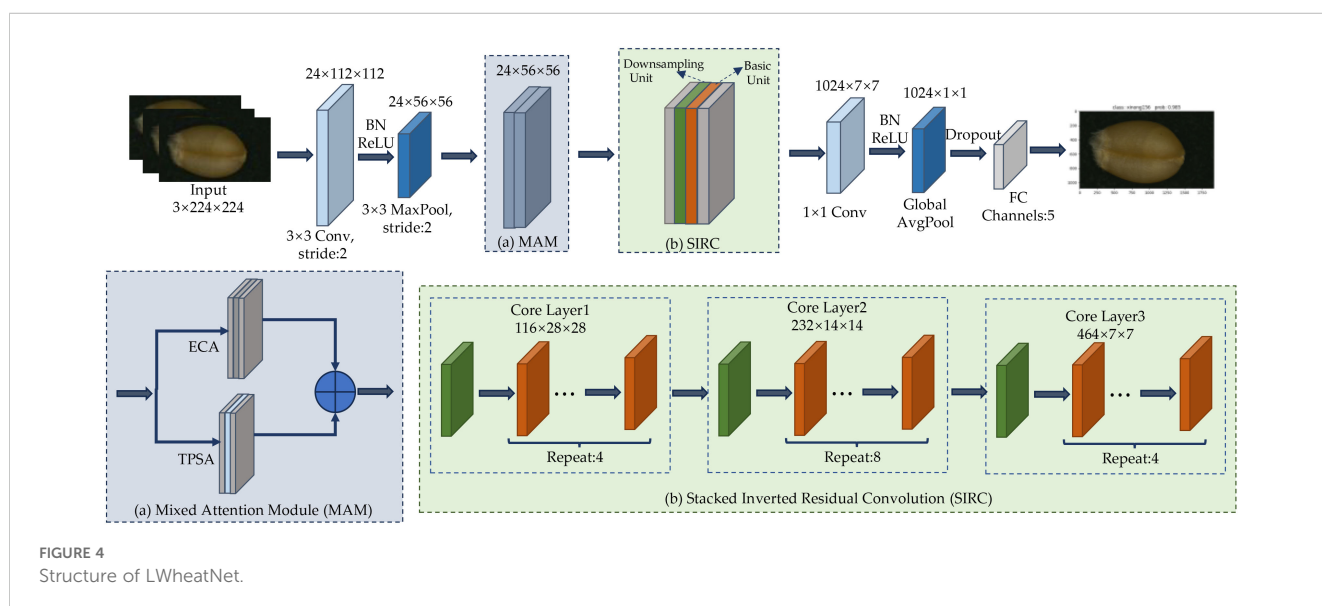 Input
3×224×224
24×112×112
3×3 Conv,
stride:2
BN
ReLU
24×56×56
3×3 MaxPool,
stride:2
24×56×56
(a) MAM
Downsampling
Unit
Basic
Unit
(b) SIRC
1024×7×7
1×1 Conv
BN
ReLU
1024×1×1
Global
AvgPool
Dropout
FC
Channels:5
ECA
TPSA
(a) Mixed Attention Module (MAM)
Core Layer1
116×28×28
Repeat:4
Core Layer2
232×14×14
Repeat:8
Core Layer3
464×7×7
Repeat:4
(b) Stacked Inverted Residual Convolution (SIRC)
FIGURE 4
Structure of LWheatNet.